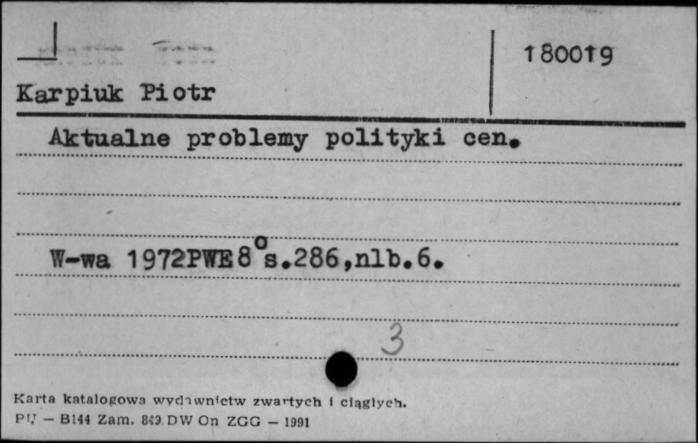 180019
Karpiuk Piotr
Aktualne problemy polityki cen.
W-wa 1972PWE8° s.286,nlb.6.
3
Karta katalogowa wydawnictw zwartych i ciągłych.
PU — B144 Zam. 849 DW On ZGG — 1991